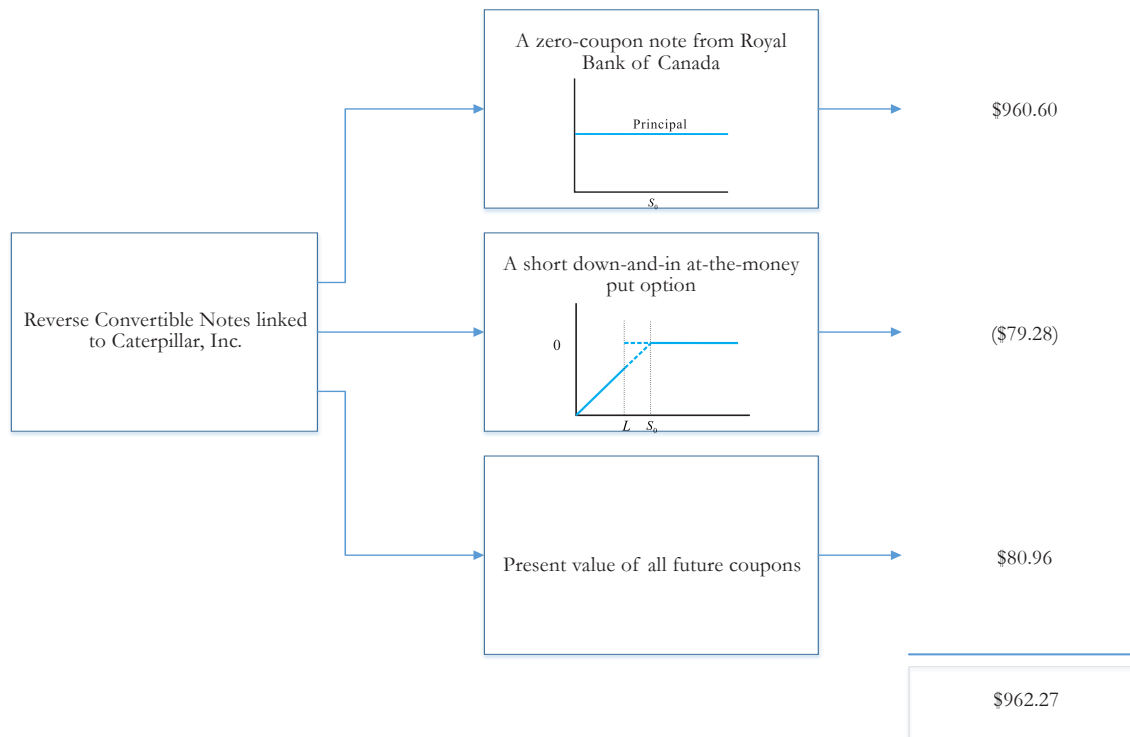 A zero-coupon note from Royal
Bank of Canada
Principal
S₀
$960.60
Reverse Convertible Notes linked
to Caterpillar, Inc.
A short down-and-in at-the-money
put option
0
L S₀
($79.28)
Present value of all future coupons
$80.96
$962.27